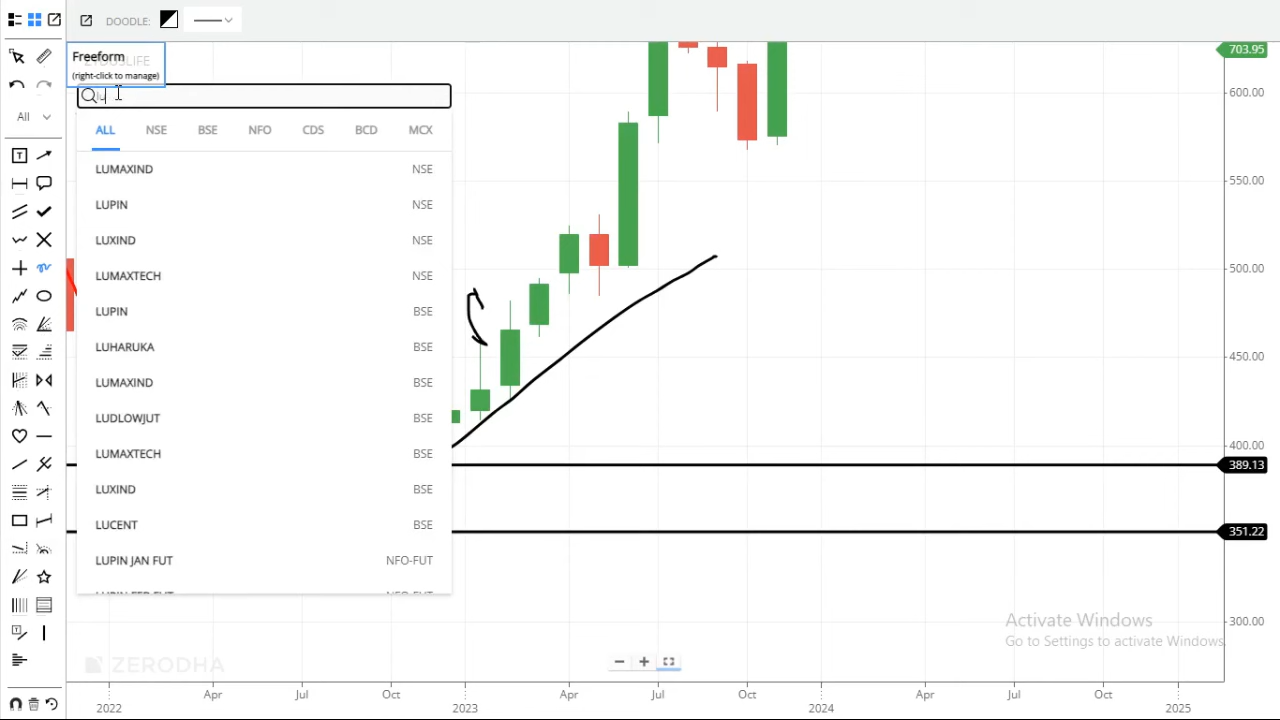 DOODLE:
Freeform
(right-click to manage)
All
ALL NSE BSE NFO CDS BCD MCX
LUMAXIND NSE
LUPIN NSE
LUXIND NSE
LUMAXTECH NSE
LUPIN BSE
LUHARUKA BSE
LUMAXIND BSE
LUDLOWJUT BSE
LUMAXTECH BSE
LUXIND BSE
LUCENT BSE
LUPIN JAN FUT NFO-FUT
703.95
600.00
550.00
500.00
450.00
400.00
389.13
351.22
300.00
Activate Windows
Go to Settings to activate Windows.
ZERODHA
Apr Jul Oct Apr Jul Oct Apr Jul Oct
2022 2023 2024 2025